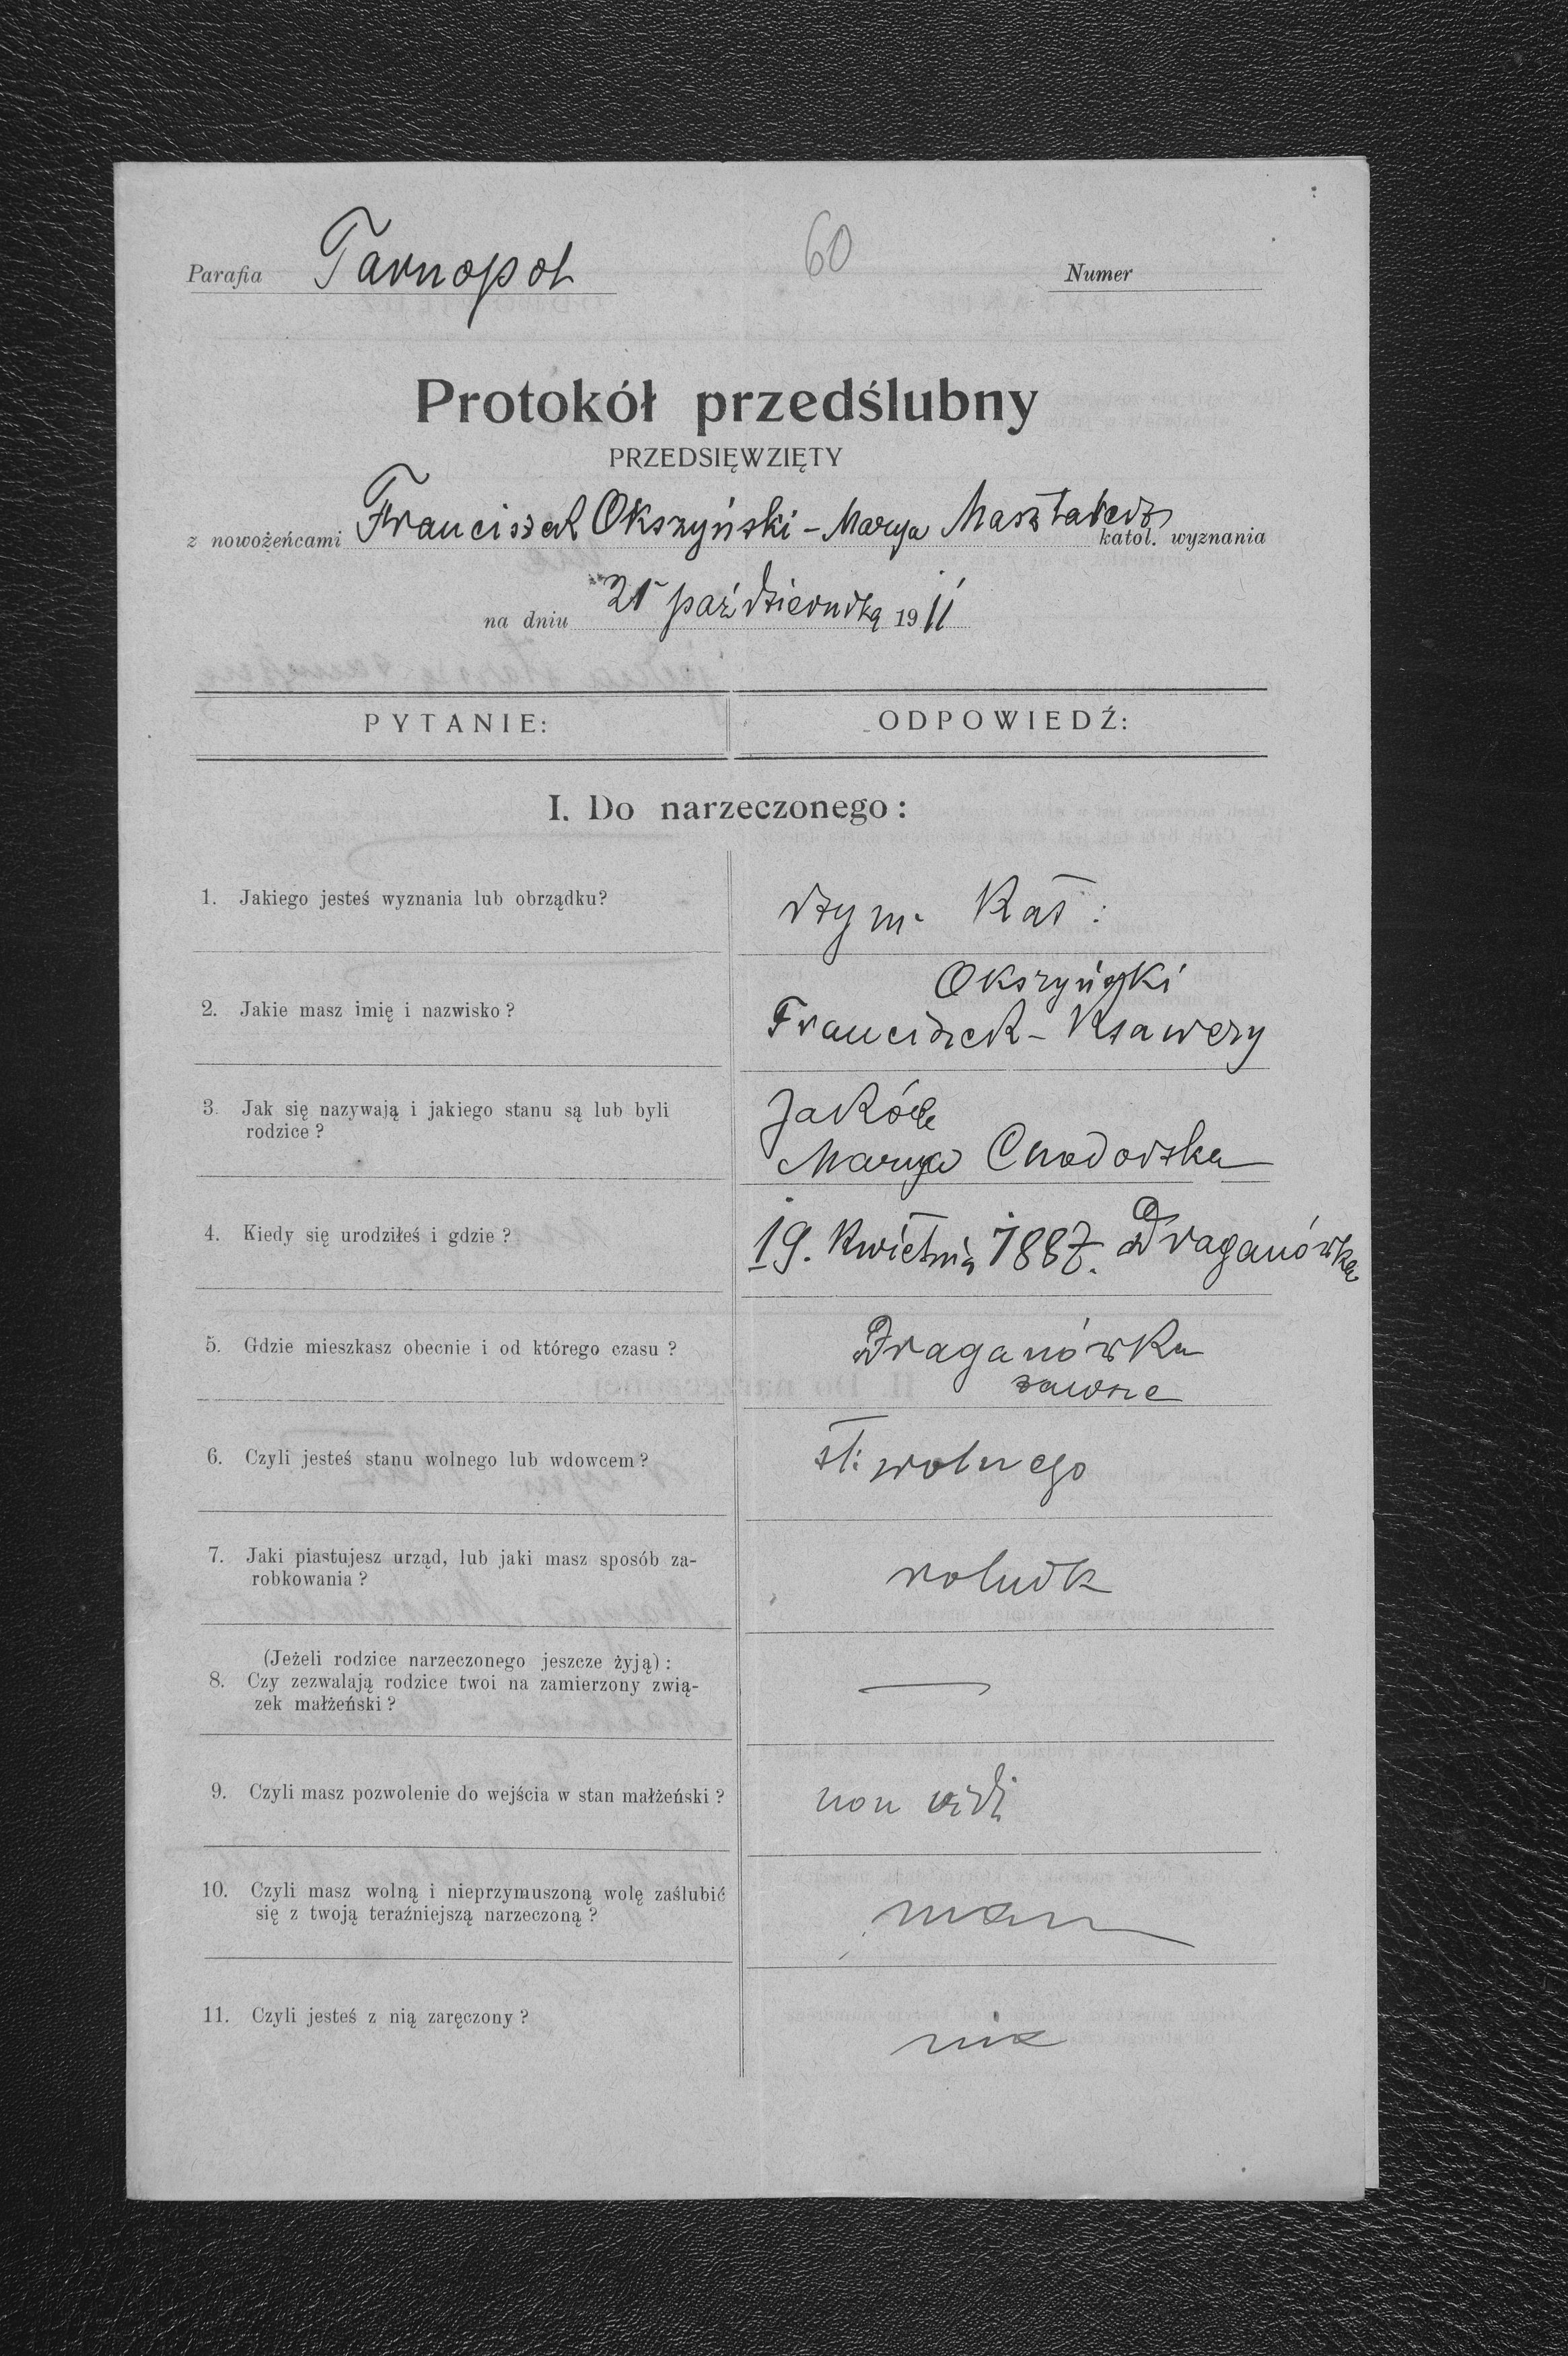 Parafia Tarnopol 60 Numer
Protokół przedślubny
PRZEDSIĘWZIĘTY
z nowożeńcami Franciszek Okszyński - Marya Masztalerz katol. wyznania
na dniu 21 października 1911
PYTANIE: ODPOWIEDŹ:
I. Do narzeczonego:
1. Jakiego jesteś wyznania lub obrządku? rzym. Kat:
Okszyński
2. Jakie masz imię i nazwisko? Franciszek - Ksawery
3. Jak się nazywają i jakiego stanu są lub byli Jakób
rodzice? Marya Chodorska
4. Kiedy się urodziłeś i gdzie? 19. Kwietnia 1887. Draganówka
5. Gdzie mieszkasz obecnie i od którego czasu? Draganówka
zawsze
6. Czyli jesteś stanu wolnego lub wdowcem? st: wolnego
7. Jaki piastujesz urząd, lub jaki masz sposób za-
robkowania? rolnik
(Jeżeli rodzice narzeczonego jeszcze żyją):
8. Czy zezwalają rodzice twoi na zamierzony zwią-
zek małżeński?
9. Czyli masz pozwolenie do wejścia w stan małżeński? non vidi
10. Czyli masz wolną i nieprzymuszoną wolę zaślubić
się z twoją teraźniejszą narzeczoną? mam
11. Czyli jesteś z nią zaręczony? nie